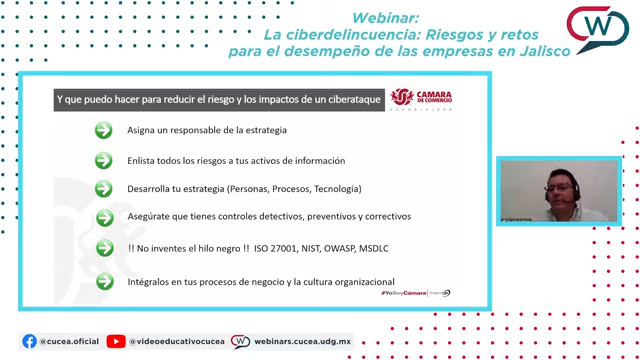 Webinar:
La ciberdelincuencia: Riesgos y retos
para el desempeño de las empresas en Jalisco
W
Y que puedo hacer para reducir el riesgo y los impactos de un ciberataque
CAMARA
DE COMERCIO
Asigna un responsable de la estrategia
Enlista todos los riesgos a tus activos de información
Desarrolla tu estrategia (Personas, Procesos, Tecnología)
Asegúrate que tienes controles detectivos, preventivos y correctivos
!! No inventes el hilo negro !! ISO 27001, NIST, OWASP, MSDLC
Intégralos en tus procesos de negocio y la cultura organizacional
#YoSoyCámara
@cucea.oficial
@videoeducativocucea
W
webinars.cucea.udg.mx